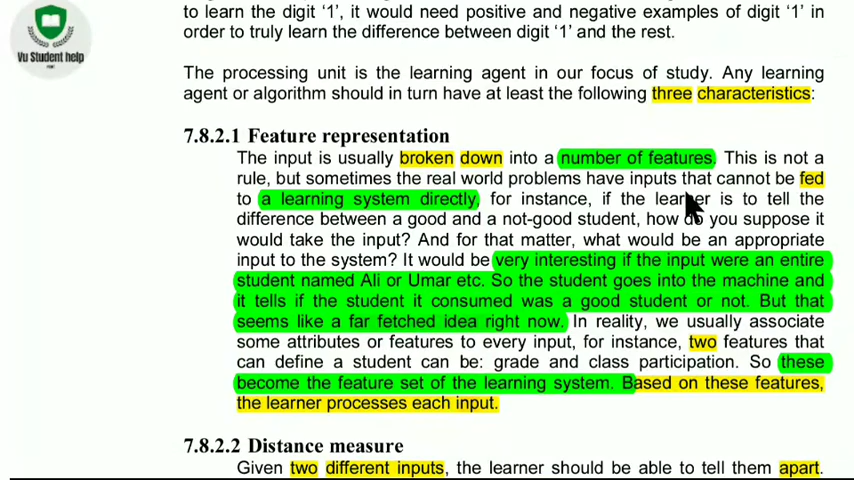 Vu Student help
to learn the digit ‘1’, it would need positive and negative examples of digit ‘1’ in
order to truly learn the difference between digit ‘1’ and the rest.
The processing unit is the learning agent in our focus of study. Any learning
agent or algorithm should in turn have at least the following three characteristics:
7.8.2.1 Feature representation
The input is usually broken down into a number of features. This is not a
rule, but sometimes the real world problems have inputs that cannot be fed
to a learning system directly, for instance, if the learner is to tell the
difference between a good and a not-good student, how do you suppose it
would take the input? And for that matter, what would be an appropriate
input to the system? It would be very interesting if the input were an entire
student named Ali or Umar etc. So the student goes into the machine and
it tells if the student it consumed was a good student or not. But that
seems like a far fetched idea right now. In reality, we usually associate
some attributes or features to every input, for instance, two features that
can define a student can be: grade and class participation. So these
become the feature set of the learning system. Based on these features,
the learner processes each input.
7.8.2.2 Distance measure
Given two different inputs, the learner should be able to tell them apart.